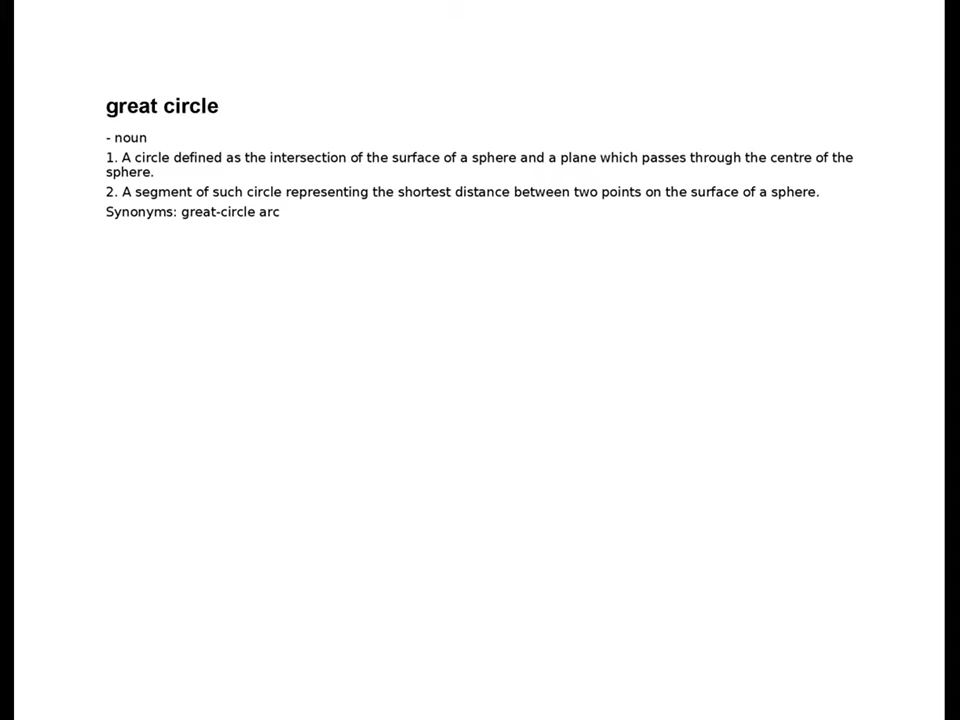 great circle
- noun
1. A circle defined as the intersection of the surface of a sphere and a plane which passes through the centre of the
sphere.
2. A segment of such circle representing the shortest distance between two points on the surface of a sphere.
Synonyms: great-circle arc